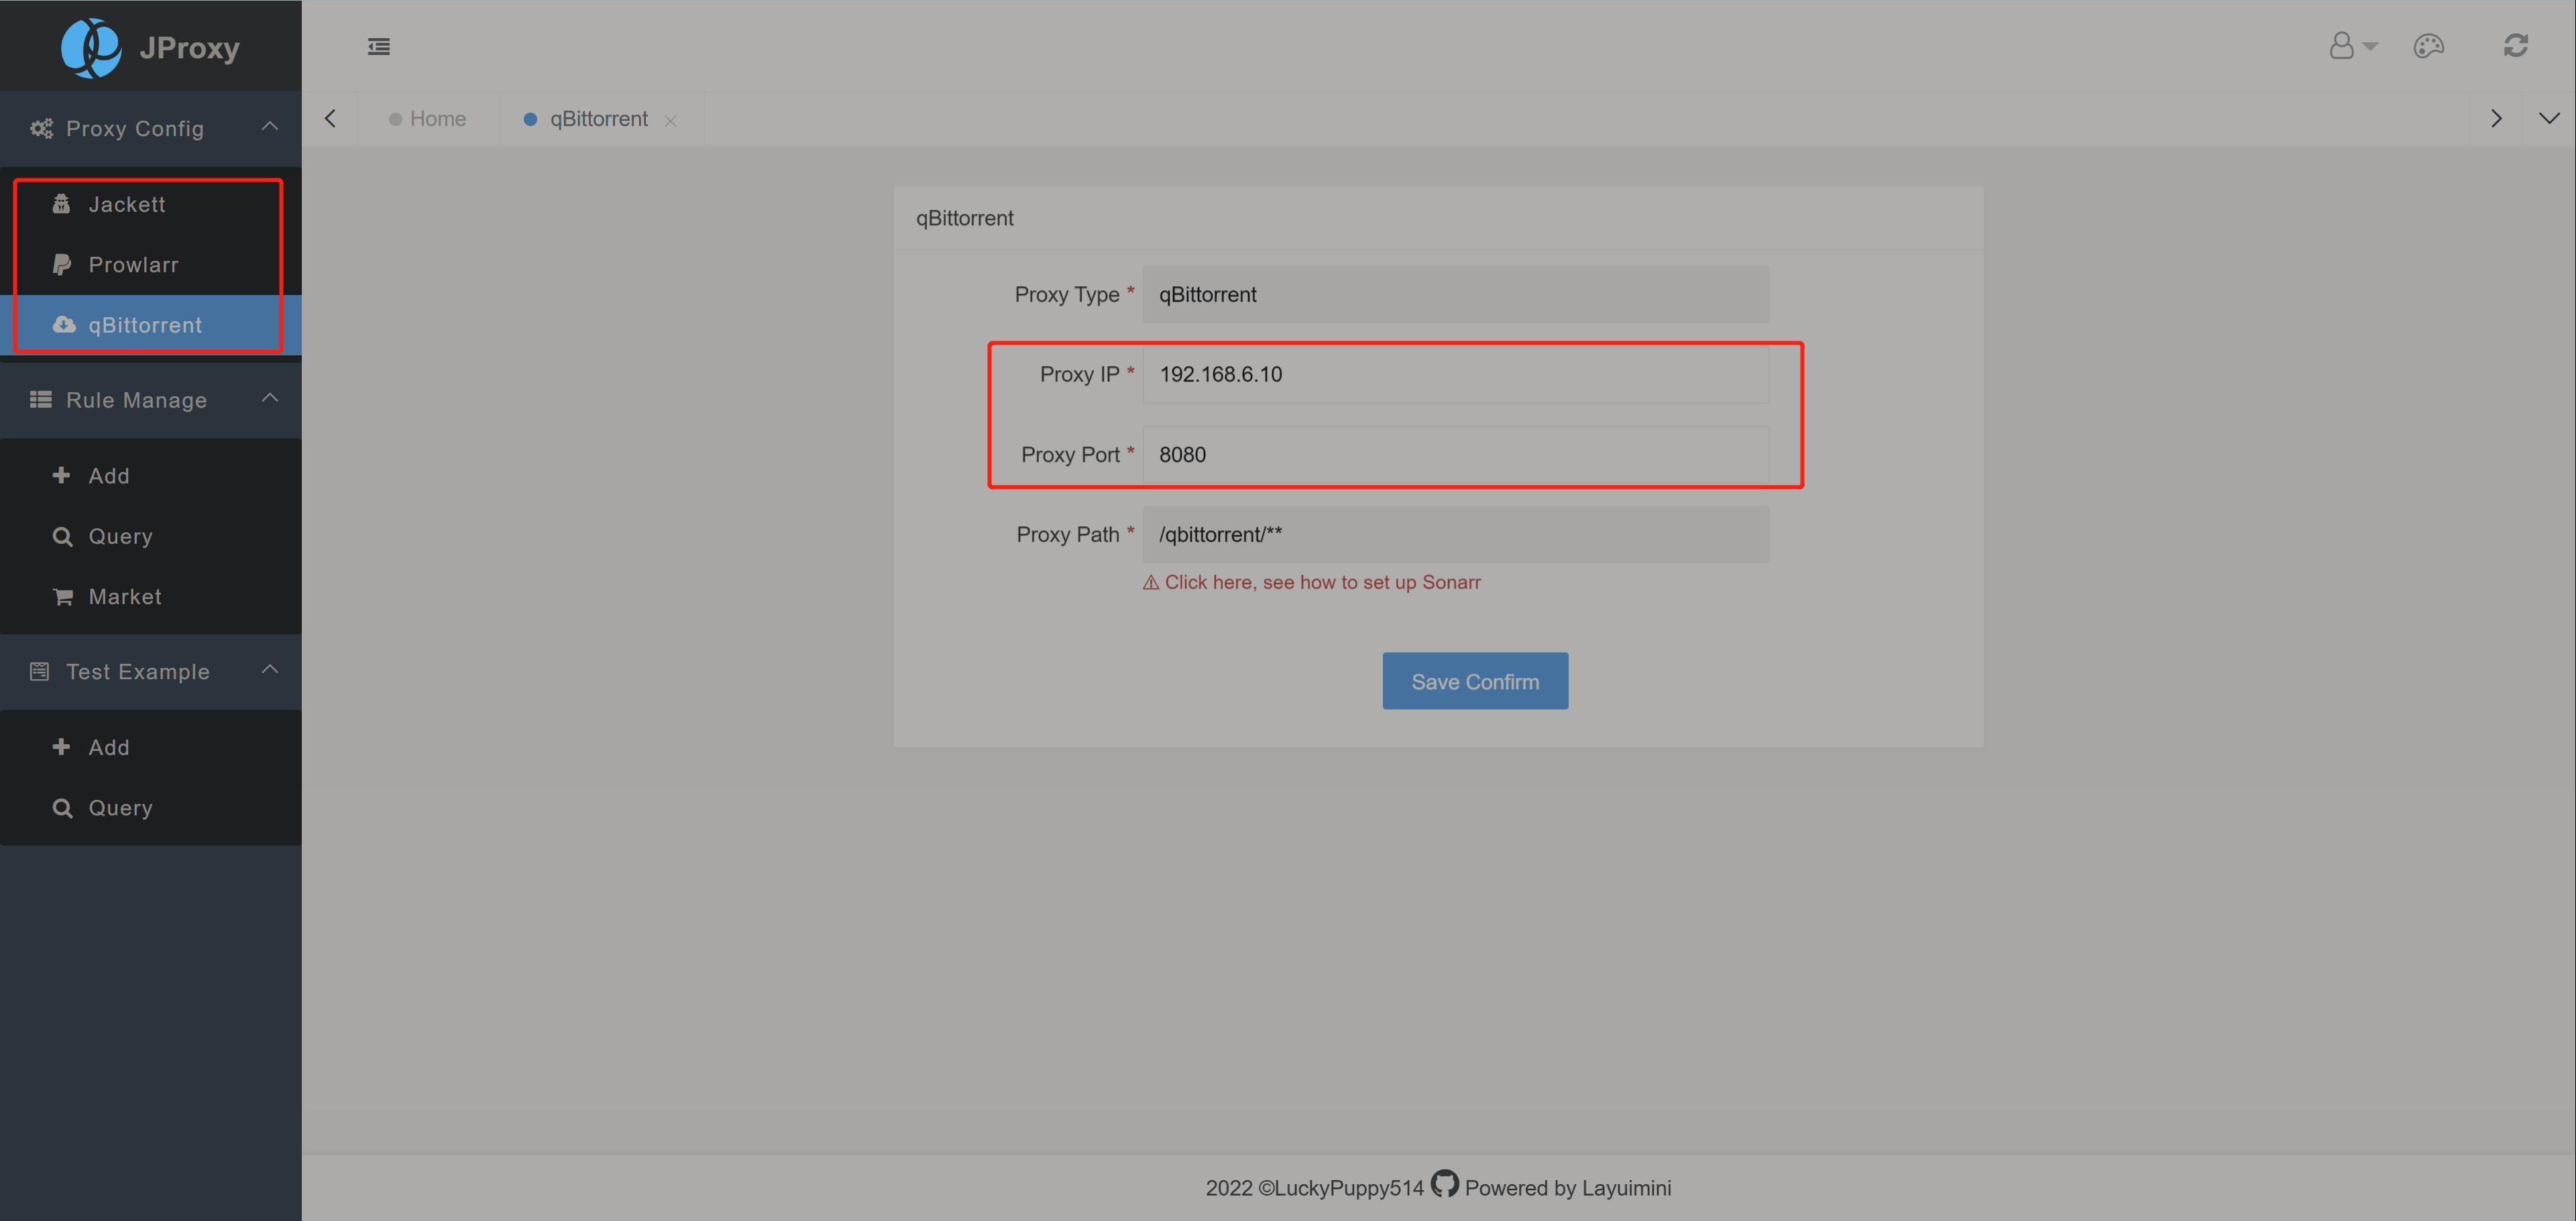 JProxy
Proxy Config
Jackett
Prowlarr
qBittorrent
Rule Manage
Add
Query
Market
Test Example
Add
Query
Home
qBittorrent
qBittorrent
Proxy Type * qBittorrent
Proxy IP * 192.168.6.10
Proxy Port * 8080
Proxy Path * /qbittorrent/**
Click here, see how to set up Sonarr
Save Confirm
2022 ©LuckyPuppy514 Powered by Layuimini